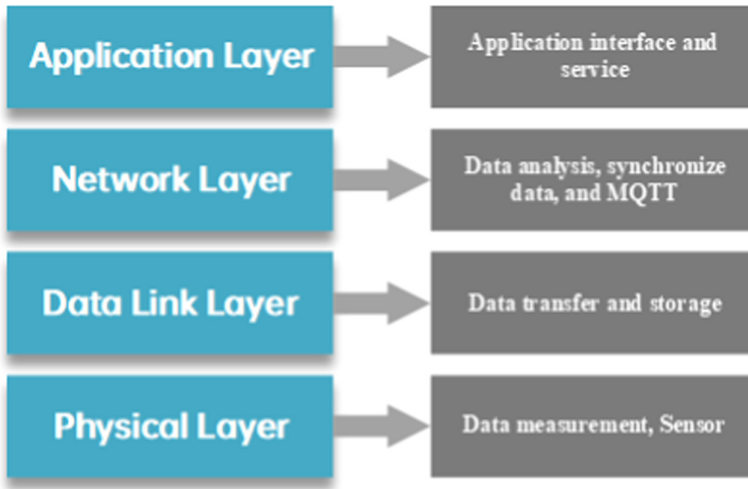 Application Layer
Application interface and
service
Network Layer
Data analysis, synchronize
data, and MQTT
Data Link Layer
Data transfer and storage
Physical Layer
Data measurement, Sensor